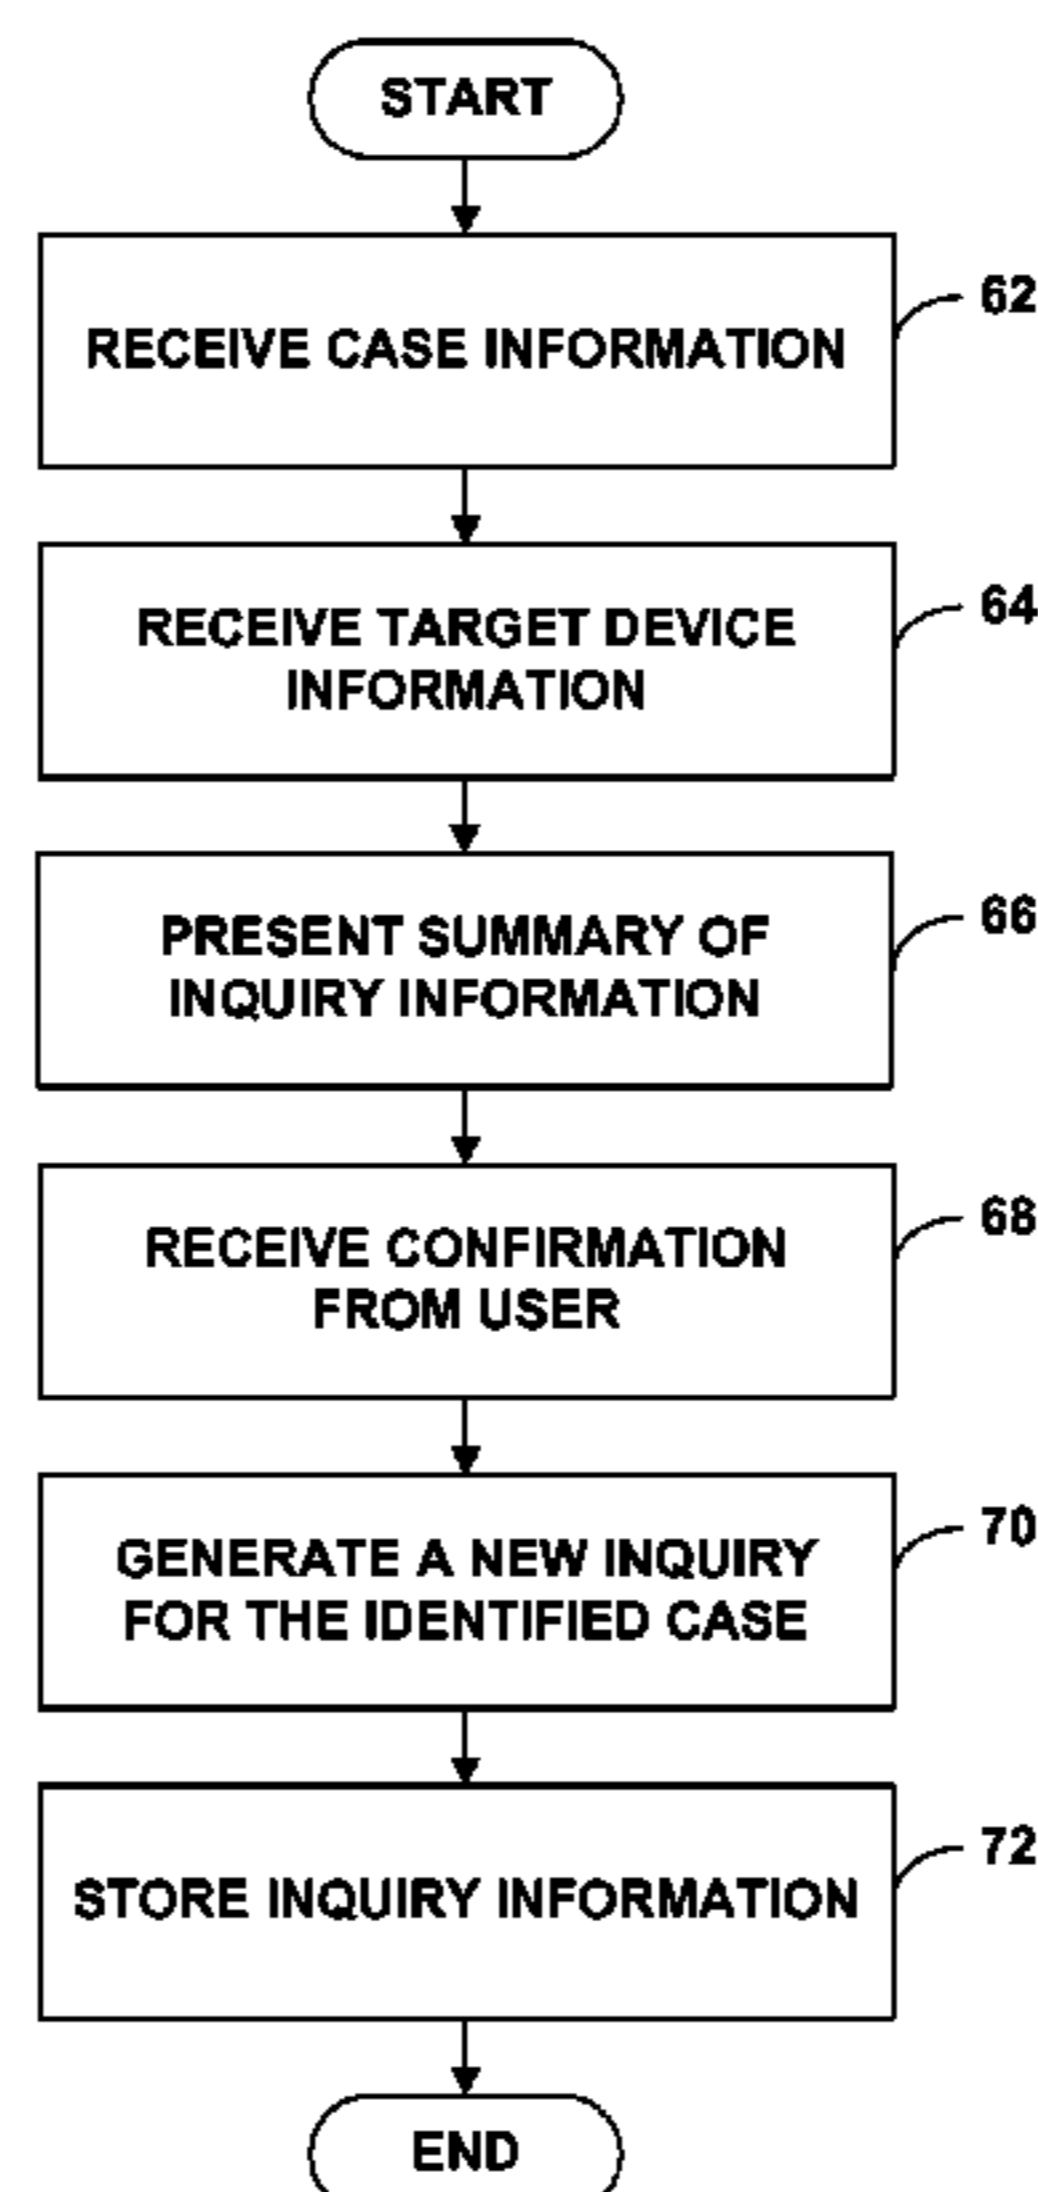 START
RECEIVE CASE INFORMATION
62
RECEIVE TARGET DEVICE
INFORMATION
64
PRESENT SUMMARY OF
INQUIRY INFORMATION
66
RECEIVE CONFIRMATION
FROM USER
68
GENERATE A NEW INQUIRY
FOR THE IDENTIFIED CASE
70
STORE INQUIRY INFORMATION
72
END